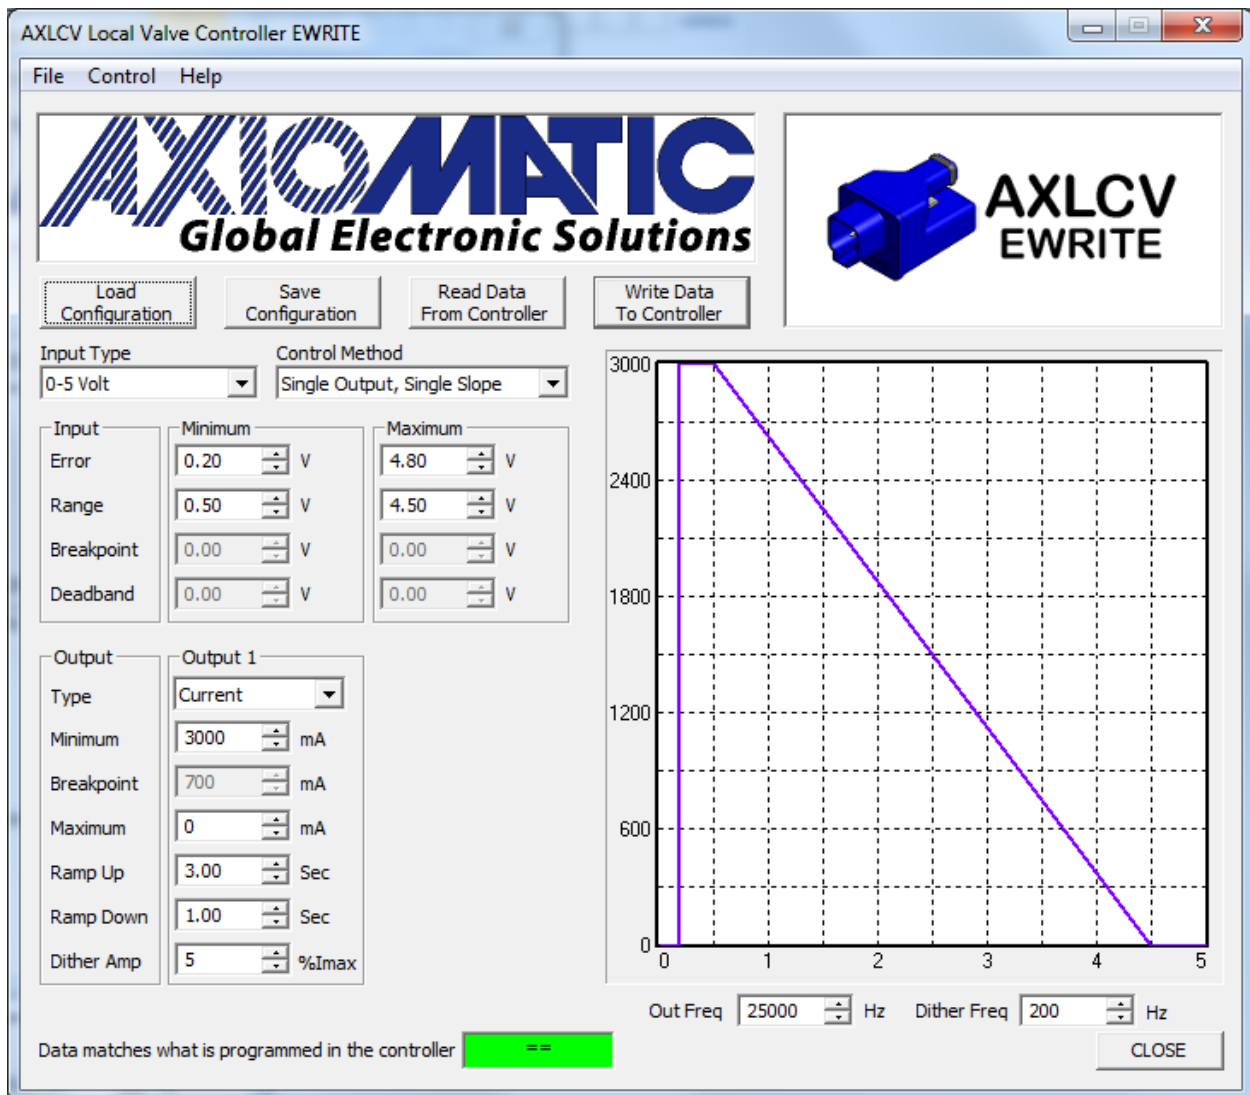 AXLCV Local Valve Controller EWRITE
File Control Help
AXIOMATIC
Global Electronic Solutions
AXLCV
EWRITE
Load
Configuration
Save
Configuration
Read Data
From Controller
Write Data
To Controller
Input Type
Control Method
0-5 Volt
Single Output, Single Slope
Input Minimum Maximum
Error 0.20 V 4.80 V
Range 0.50 V 4.50 V
Breakpoint 0.00 V 0.00 V
Deadband 0.00 V 0.00 V
Output Output 1
Type Current
Minimum 3000 mA
Breakpoint 700 mA
Maximum 0 mA
Ramp Up 3.00 Sec
Ramp Down 1.00 Sec
Dither Amp 5 %Imax
3000
2400
1800
1200
600
0
0 1 2 3 4 5
Out Freq 25000 Hz Dither Freq 200 Hz
Data matches what is programmed in the controller ==
CLOSE